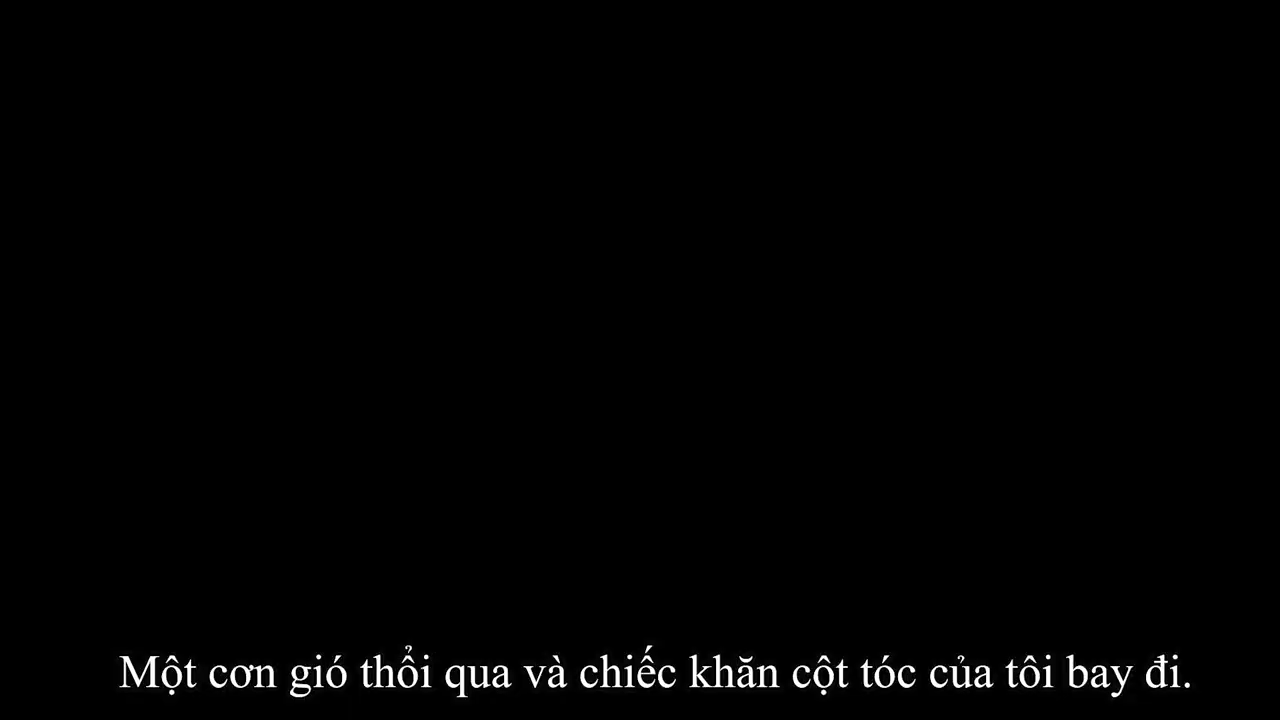 Một cơn gió thổi qua và chiếc khăn cột tóc của tôi bay đi.